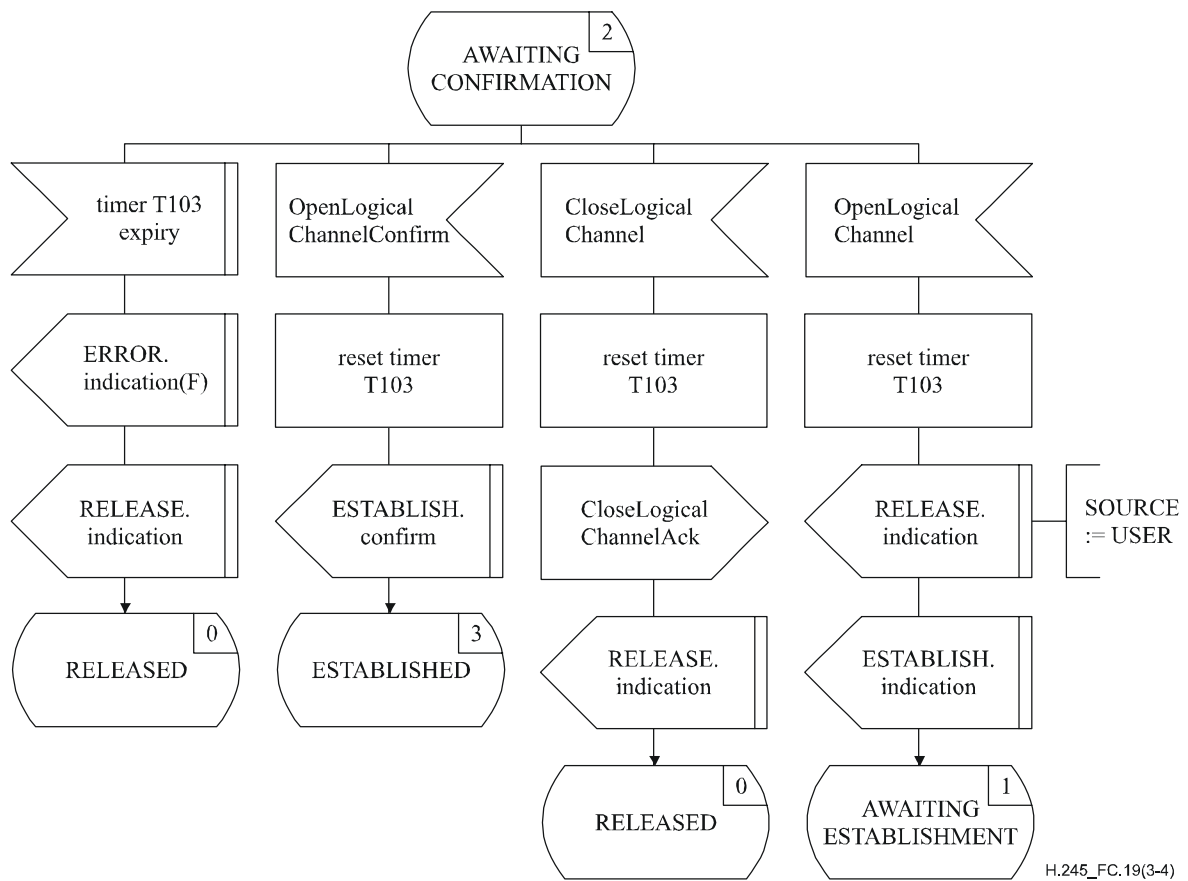 2
AWAITING
CONFIRMATION
timer T103
expiry
OpenLogical
ChannelConfirm
CloseLogical
Channel
OpenLogical
Channel
ERROR.
indication(F)
reset timer
T103
reset timer
T103
reset timer
T103
RELEASE.
indication
ESTABLISH.
confirm
CloseLogical
ChannelAck
RELEASE.
indication
SOURCE
:= USER
0
RELEASED
3
ESTABLISHED
RELEASE.
indication
ESTABLISH.
indication
0
RELEASED
1
AWAITING
ESTABLISHMENT
H.245_FC.19(3-4)